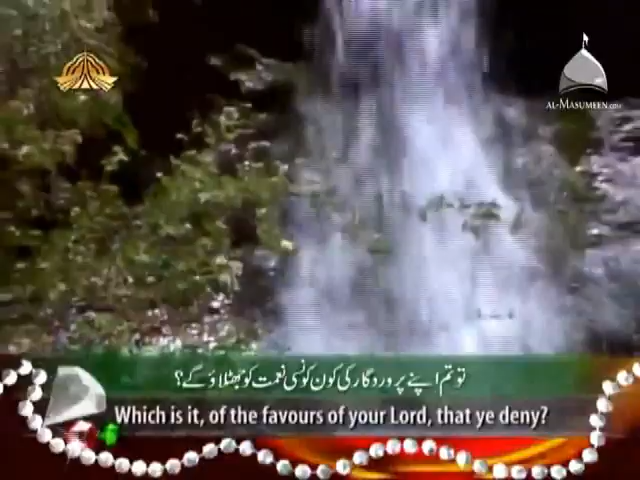 AL-MASUMEEN.COM
تو تم اپنے پروردگار کی کون کونسی نعمت کو جھٹلاؤ گے؟
Which is it, of the favours of your Lord, that ye deny?